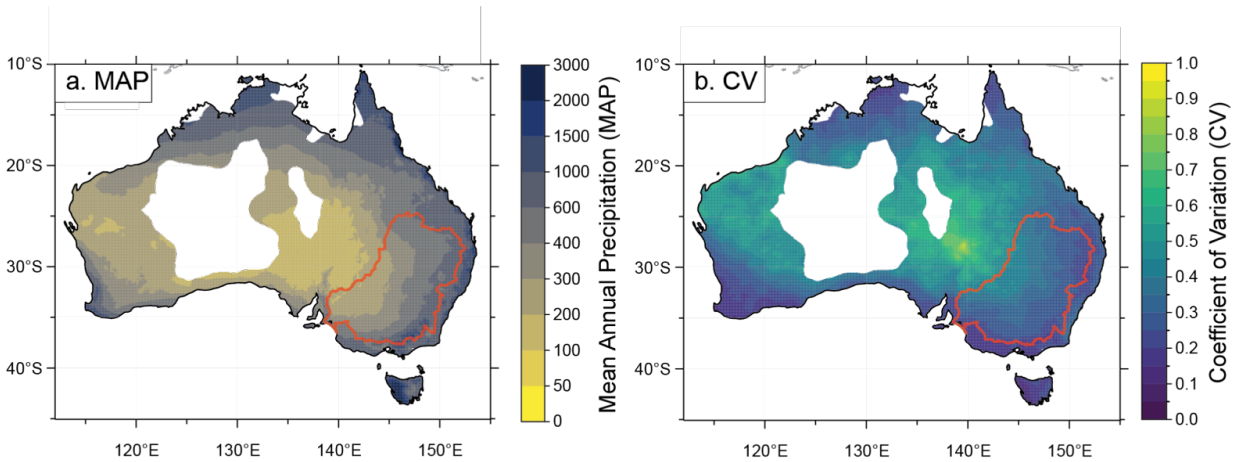 a. MAP
10°S
20°S
30°S
40°S
120°E
130°E
140°E
150°E
3000
2000
1500
1000
600
400
300
200
100
50
0
Mean Annual Precipitation (MAP)
b. CV
10°S
20°S
30°S
40°S
120°E
130°E
140°E
150°E
1.0
0.9
0.8
0.7
0.6
0.5
0.4
0.3
0.2
0.1
0.0
Coefficient of Variation (CV)